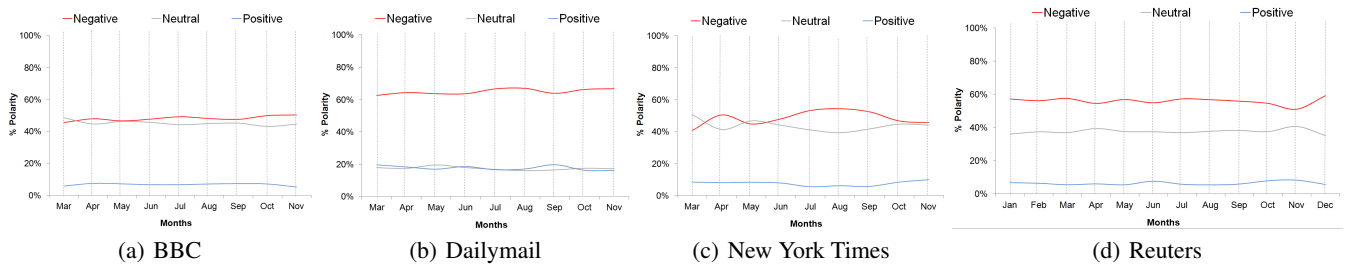 Negative Neutral Positive
100%
80%
60%
40%
20%
0%
% Polarity
Mar Apr May Jun Jul Aug Sep Oct Nov
Months
(a) BBC
Negative Neutral Positive
100%
80%
60%
40%
20%
0%
% Polarity
Mar Apr May Jun Jul Aug Sep Oct Nov
Months
(b) Dailymail
Negative Neutral Positive
100%
80%
60%
40%
20%
0%
% Polarity
Mar Apr May Jun Jul Aug Sep Oct Nov
Months
(c) New York Times
Negative Neutral Positive
100%
80%
60%
40%
20%
0%
% Polarity
Jan Feb Mar Apr May Jun Jul Aug Sep Oct Nov Dec
Months
(d) Reuters